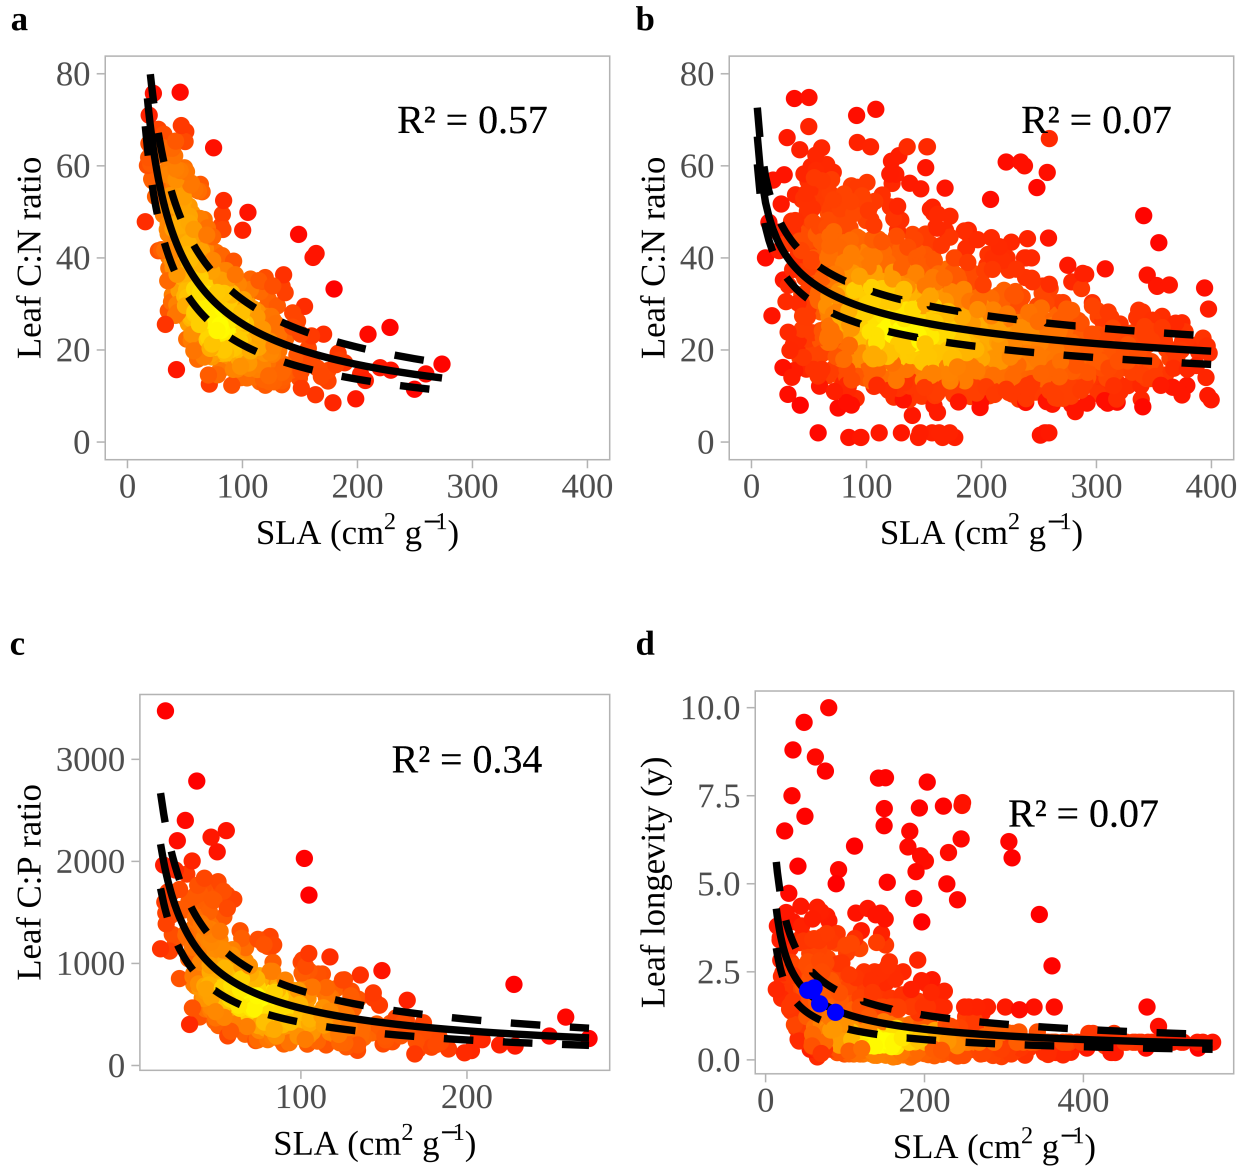 a
80
60
40
20
0
Leaf C:N ratio
R² = 0.57
0 100 200 300 400
SLA (cm² g⁻¹)
b
80
60
40
20
0
Leaf C:N ratio
R² = 0.07
0 100 200 300 400
SLA (cm² g⁻¹)
c
3000
2000
1000
0
Leaf C:P ratio
R² = 0.34
100 200
SLA (cm² g⁻¹)
d
10.0
7.5
5.0
2.5
0.0
Leaf longevity (y)
R² = 0.07
0 200 400
SLA (cm² g⁻¹)